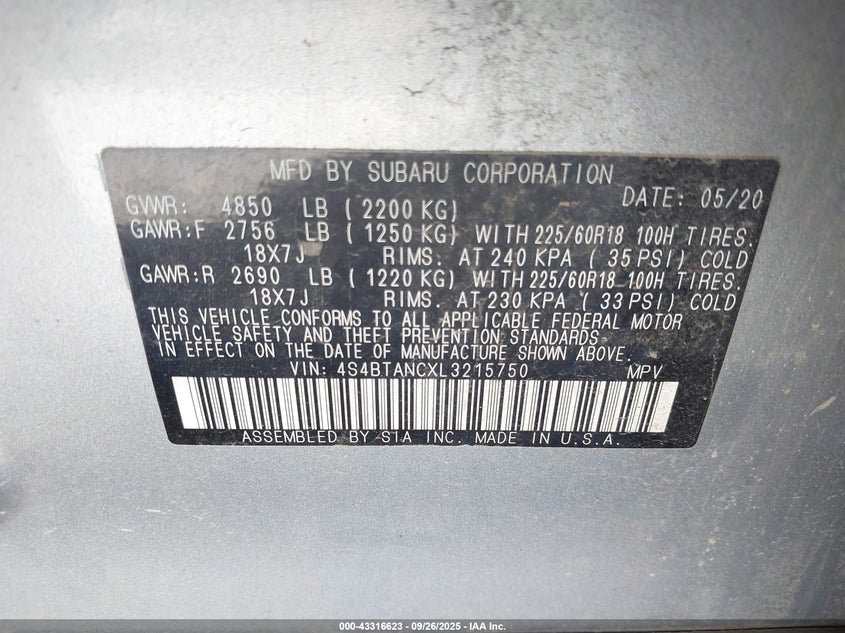 MFD BY SUBARU CORPORATION
DATE: 05/20
GVWR: 4850 LB ( 2200 KG)
GAWR:F 2756 LB ( 1250 KG) WITH 225/60R18 100H TIRES.
18X7J RIMS. AT 240 KPA ( 35 PSI) COLD
GAWR:R 2690 LB ( 1220 KG) WITH 225/60R18 100H TIRES.
18X7J RIMS. AT 230 KPA ( 33 PSI) COLD
THIS VEHICLE CONFORMS TO ALL APPLICABLE FEDERAL MOTOR
VEHICLE SAFETY AND THEFT PREVENTION STANDARDS
IN EFFECT ON THE DATE OF MANUFACTURE SHOWN ABOVE.
VIN: 4S4BTANCXL3215750 MPV
ASSEMBLED BY SIA INC. MADE IN U.S.A.
000-43316623 - 09/26/2025 - IAA Inc.